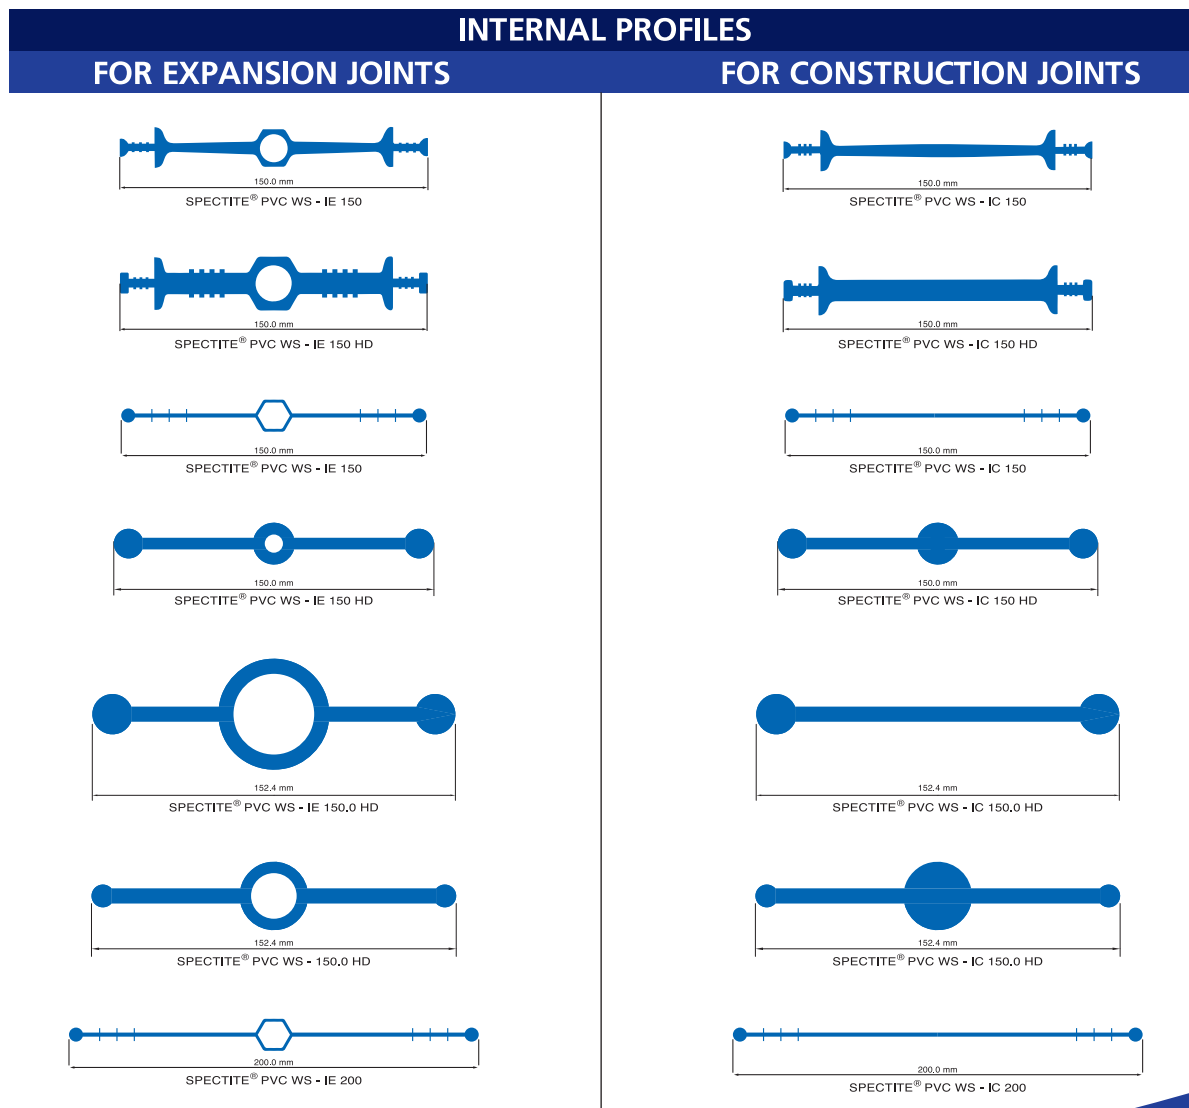 INTERNAL PROFILES
FOR EXPANSION JOINTS
150.0 mm
SPECTITE® PVC WS - IE 150
150.0 mm
SPECTITE® PVC WS - IE 150 HD
150.0 mm
SPECTITE® PVC WS - IE 150
150.0 mm
SPECTITE® PVC WS - IE 150 HD
152.4 mm
SPECTITE® PVC WS - IE 150.0 HD
152.4 mm
SPECTITE® PVC WS - 150.0 HD
200.0 mm
SPECTITE® PVC WS - IE 200
FOR CONSTRUCTION JOINTS
150.0 mm
SPECTITE® PVC WS - IC 150
150.0 mm
SPECTITE® PVC WS - IC 150 HD
150.0 mm
SPECTITE® PVC WS - IC 150
150.0 mm
SPECTITE® PVC WS - IC 150 HD
152.4 mm
SPECTITE® PVC WS - IC 150.0 HD
152.4 mm
SPECTITE® PVC WS - IC 150.0 HD
200.0 mm
SPECTITE® PVC WS - IC 200